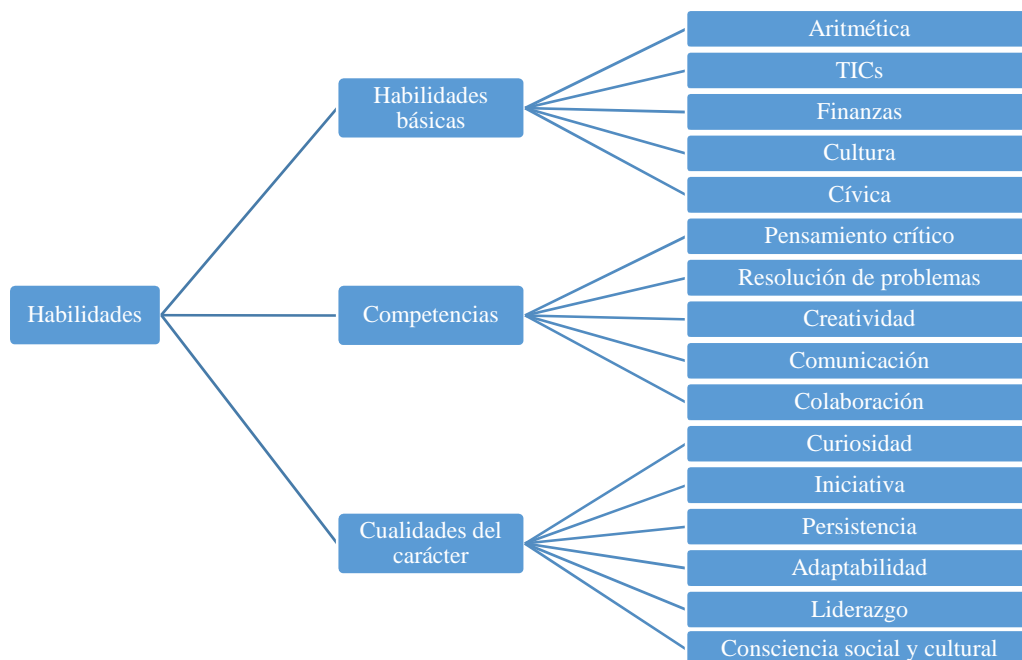 Habilidades
Habilidades
básicas
Aritmética
TICs
Finanzas
Cultura
Cívica
Competencias
Pensamiento crítico
Resolución de problemas
Creatividad
Comunicación
Colaboración
Cualidades del
carácter
Curiosidad
Iniciativa
Persistencia
Adaptabilidad
Liderazgo
Consciencia social y cultural